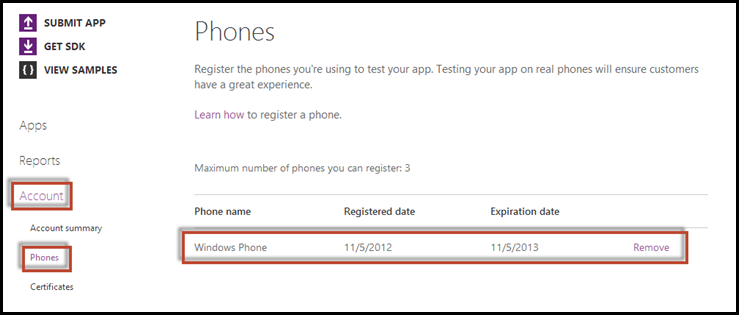 SUBMIT APP
GET SDK
VIEW SAMPLES
Apps
Reports
Account
Account summary
Phones
Certificates
Phones
Register the phones you're using to test your app. Testing your app on real phones will ensure customers
have a great experience.
Learn how to register a phone.
Maximum number of phones you can register: 3
Phone name Registered date Expiration date
Windows Phone 11/5/2012 11/5/2013 Remove